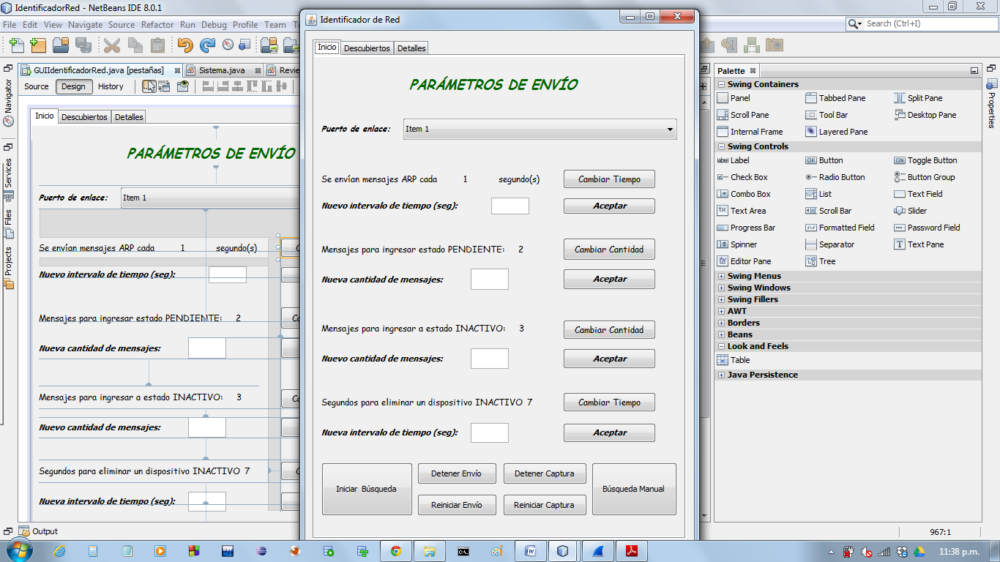 IdentificadorRed - NetBeans IDE 8.0.1
File Edit View Navigate Source Refactor Run Debug Profile Team
Search (Ctrl+I)
GUIIdentificadorRed.java [pestañas] Sistema.java
Source Design History
Navigator
Services
Files
Projects
Inicio Descubiertos Detalles
PARÁMETROS DE ENVÍO
Puerto de enlace: Item 1
Se envían mensajes ARP cada 1 segundo(s)
Nuevo intervalo de tiempo (seg):
Mensajes para ingresar estado PENDIENTE: 2
Nueva cantidad de mensajes:
Mensajes para ingresar a estado INACTIVO: 3
Nuevo cantidad de mensajes:
Segundos para eliminar un dispositivo INACTIVO 7
Nueva intervalo de tiempo (seg):
Output
Identificador de Red
Inicio Descubiertos Detalles
PARÁMETROS DE ENVÍO
Puerto de enlace: Item 1
Se envían mensajes ARP cada 1 segundo(s) Cambiar Tiempo
Nuevo intervalo de tiempo (seg): Aceptar
Mensajes para ingresar estado PENDIENTE: 2 Cambiar Cantidad
Nueva cantidad de mensajes: Aceptar
Mensajes para ingresar a estado INACTIVO: 3 Cambiar Cantidad
Nuevo cantidad de mensajes: Aceptar
Segundos para eliminar un dispositivo INACTIVO 7 Cambiar Tiempo
Nueva intervalo de tiempo (seg): Aceptar
Iniciar Búsqueda Detener Envío Detener Captura Búsqueda Manual
Reiniciar Envío Reiniciar Captura
Palette
Swing Containers
Panel Tabbed Pane Split Pane
Scroll Pane Tool Bar Desktop Pane
Internal Frame Layered Pane
Swing Controls
Label Button Toggle Button
Check Box Radio Button Button Group
Combo Box List Text Field
Text Area Scroll Bar Slider
Progress Bar Formatted Field Password Field
Spinner Separator Text Pane
Editor Pane Tree
Swing Menus
Swing Windows
Swing Fillers
AWT
Borders
Beans
Look and Feels
Table
Java Persistence
Properties
967:1
11:38 p.m.